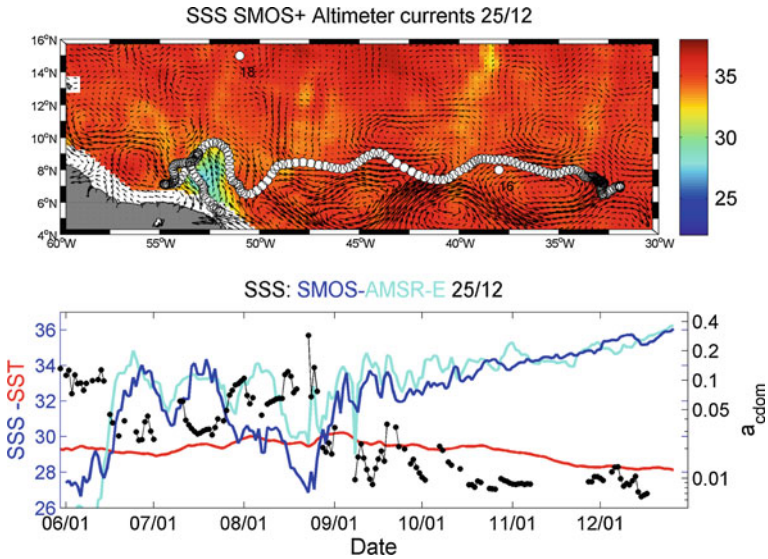 SSS SMOS+ Altimeter currents 25/12
16°N
14°N
12°N
10°N
8°N
6°N
4°N
60°W 55°W 50°W 45°W 40°W 35°W 30°W
18
16
35
30
25
SSS: SMOS-AMSR-E 25/12
SSS -SST
36
34
32
30
28
26
06/01 07/01 08/01 09/01 10/01 11/01 12/01
Date
0.4
0.2
0.1
0.05
0.01
a cdom